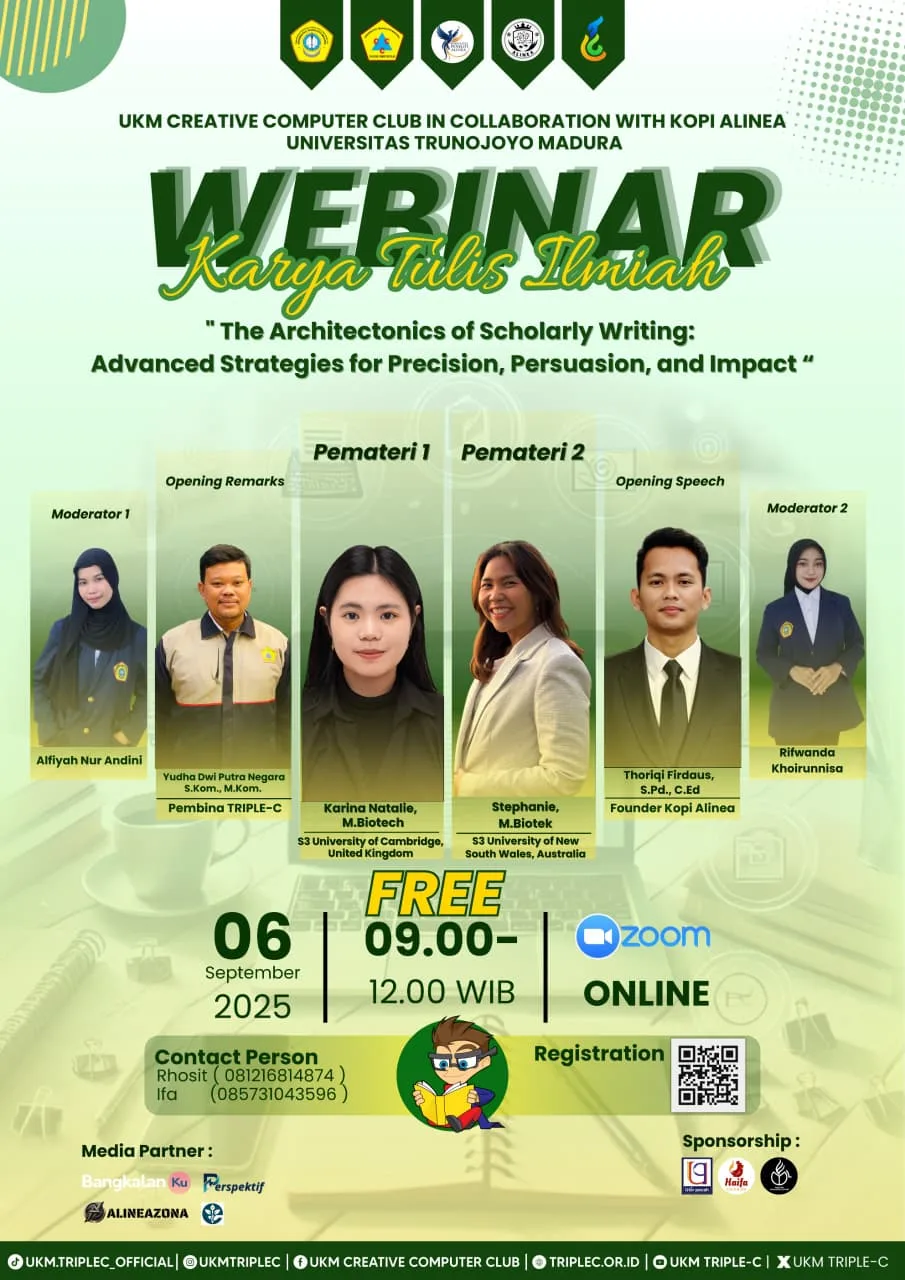 UKM CREATIVE COMPUTER CLUB IN COLLABORATION WITH KOPI ALINEA
UNIVERSITAS TRUNOJOYO MADURA
WEBINAR
Karya Tulis Ilmiah
" The Architectonics of Scholarly Writing:
Advanced Strategies for Precision, Persuasion, and Impact “
Moderator 1
Alfiyah Nur Andini
Opening Remarks
Yudha Dwi Putra Negara
S.Kom., M.Kom.
Pembina TRIPLE-C
Pemateri 1
Karina Natalie,
M.Biotech
S3 University of Cambridge,
United Kingdom
Pemateri 2
Stephanie,
M.Biotek
S3 University of New
South Wales, Australia
Opening Speech
Thoriqi Firdaus,
S.Pd., C.Ed
Founder Kopi Alinea
Moderator 2
Rifwanda
Khoirunnisa
FREE
06
September
2025
09.00-
12.00 WIB
zoom
ONLINE
Contact Person
Rhosit ( 081216814874 )
Ifa (085731043596 )
Registration
Media Partner :
Bangkalan Ku
Perspektif
ALINEAZONA
Sponsorship :
Haifa
UKM.TRIPLEC_OFFICIAL| UKMTRIPLEC | UKM CREATIVE COMPUTER CLUB | TRIPLEC.OR.ID | UKM TRIPLE-C | UKM TRIPLE-C